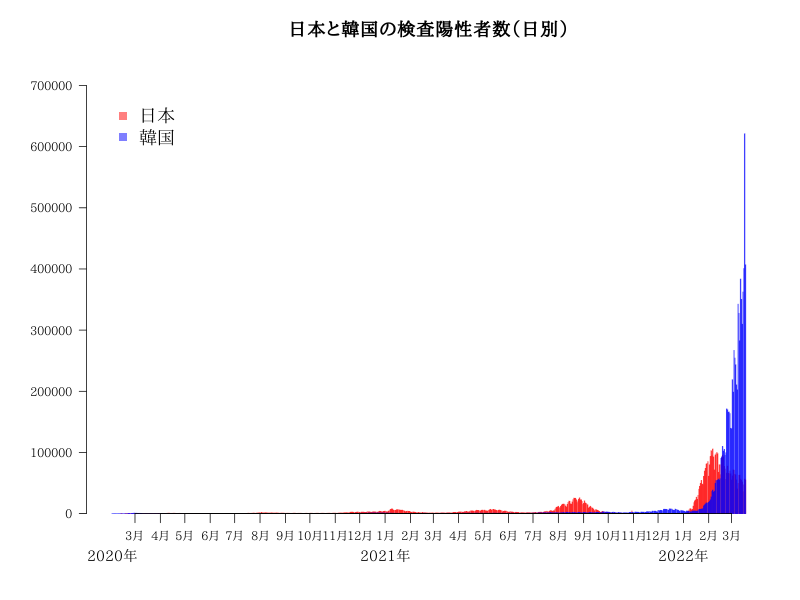 日本と韓国の検査陽性者数(日別)
700000
日本
韓国
600000
500000
400000
300000
200000
100000
0
3月 4月 5月 6月 7月 8月 9月 10月 11月 12月 1月 2月 3月 4月 5月 6月 7月 8月 9月 10月 11月 12月 1月 2月 3月
2020年 2021年 2022年